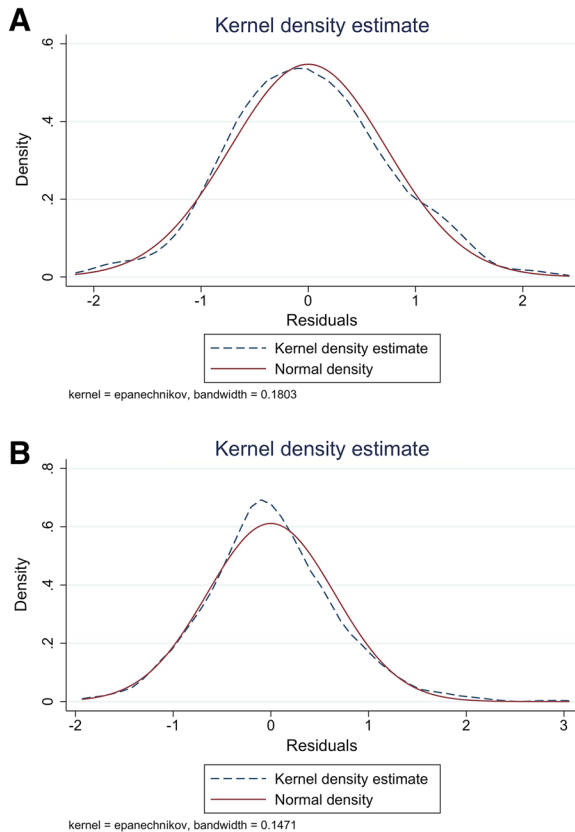 A
Kernel density estimate
.6
.4
.2
0
Density
-2
-1
0
1
2
Residuals
Kernel density estimate
Normal density
kernel = epanechnikov, bandwidth = 0.1803
B
Kernel density estimate
.8
.6
.4
.2
0
Density
-2
-1
0
1
2
3
Residuals
Kernel density estimate
Normal density
kernel = epanechnikov, bandwidth = 0.1471